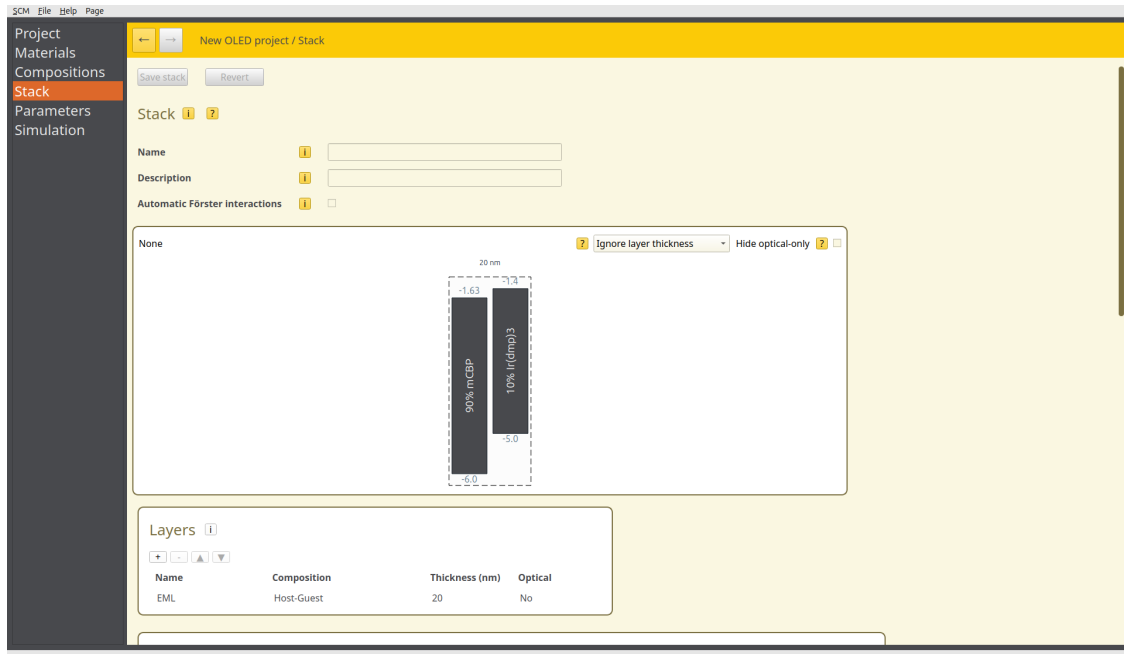 SCM File Help Page
Project
Materials
Compositions
Stack
Parameters
Simulation
← → New OLED project / Stack
Save stack Revert
Stack i ?
Name i
Description i
Automatic Förster interactions i
None ? Ignore layer thickness Hide optical-only ?
20 nm
-1.63 -1.4
90% mCBP 10% Ir(dmp)3
-5.0
-6.0
Layers i
+ - ▲ ▼
Name Composition Thickness (nm) Optical
EML Host-Guest 20 No